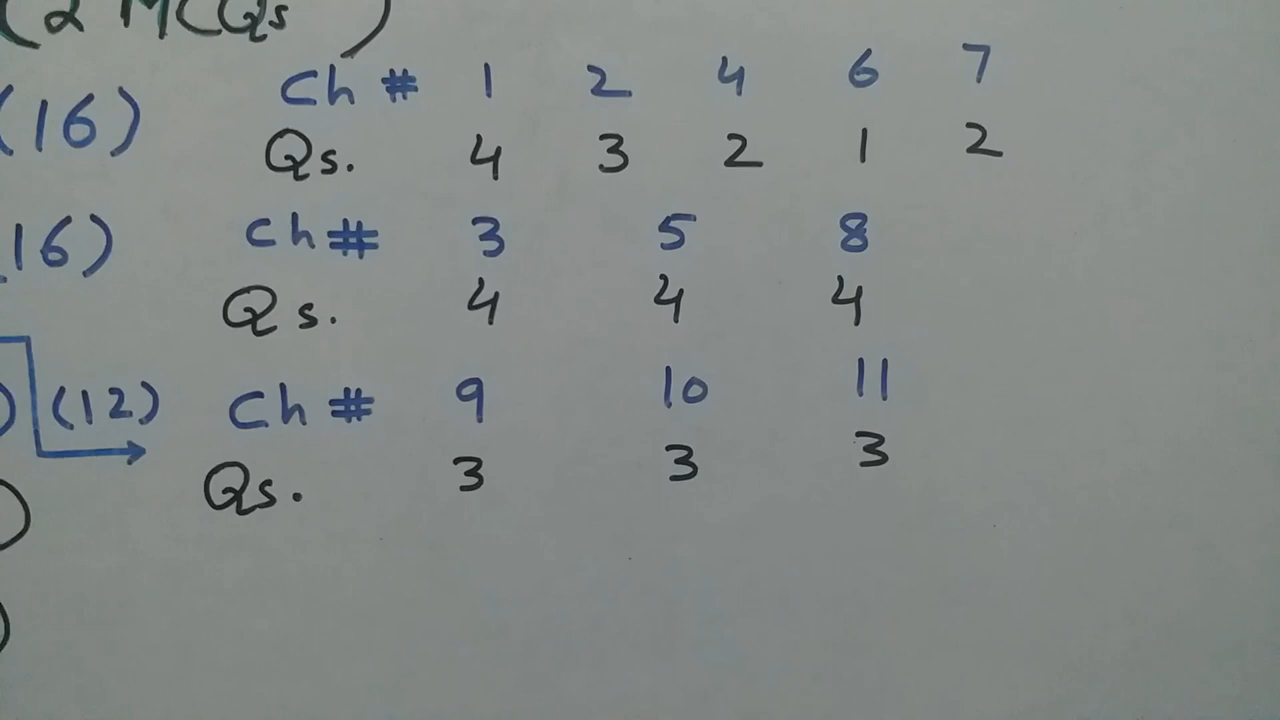 (2 MCQs)
(16) Ch # 1 2 4 6 7
Qs. 4 3 2 1 2
16) Ch # 3 5 8
Qs. 4 4 4
) (12) Ch # 9 10 11
Qs. 3 3 3
)
)